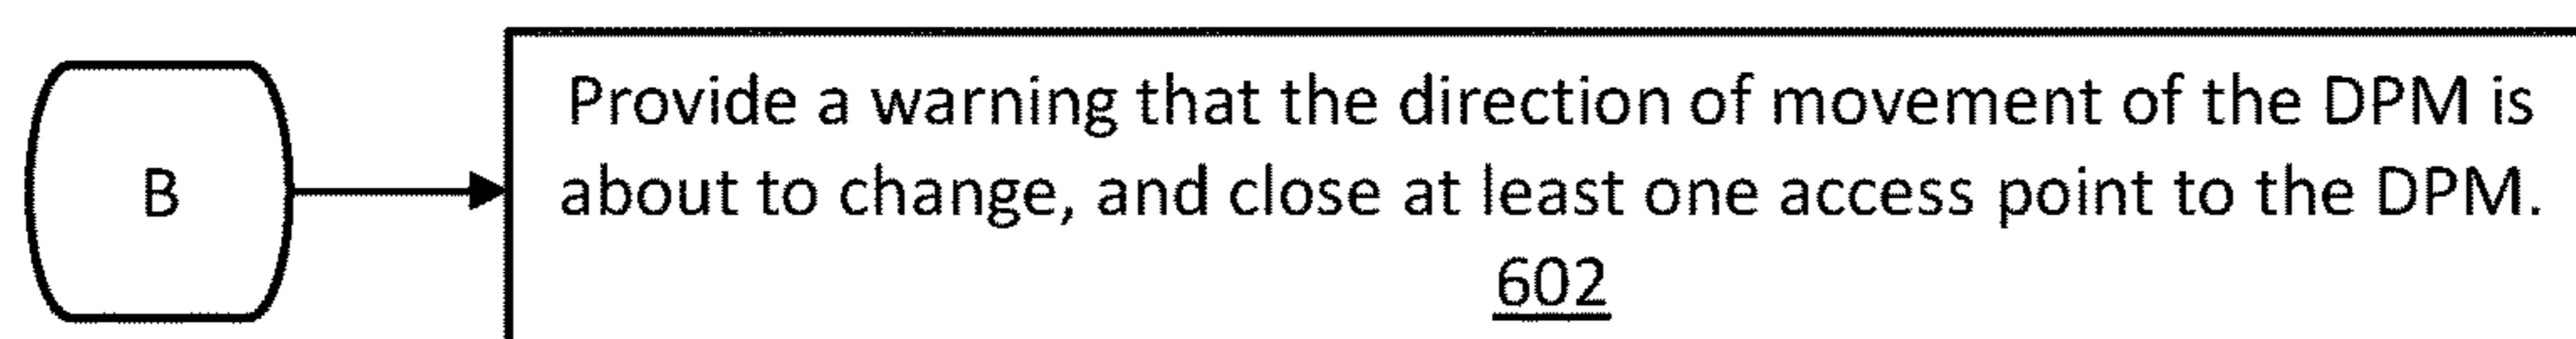 B
Provide a warning that the direction of movement of the DPM is
about to change, and close at least one access point to the DPM.
602